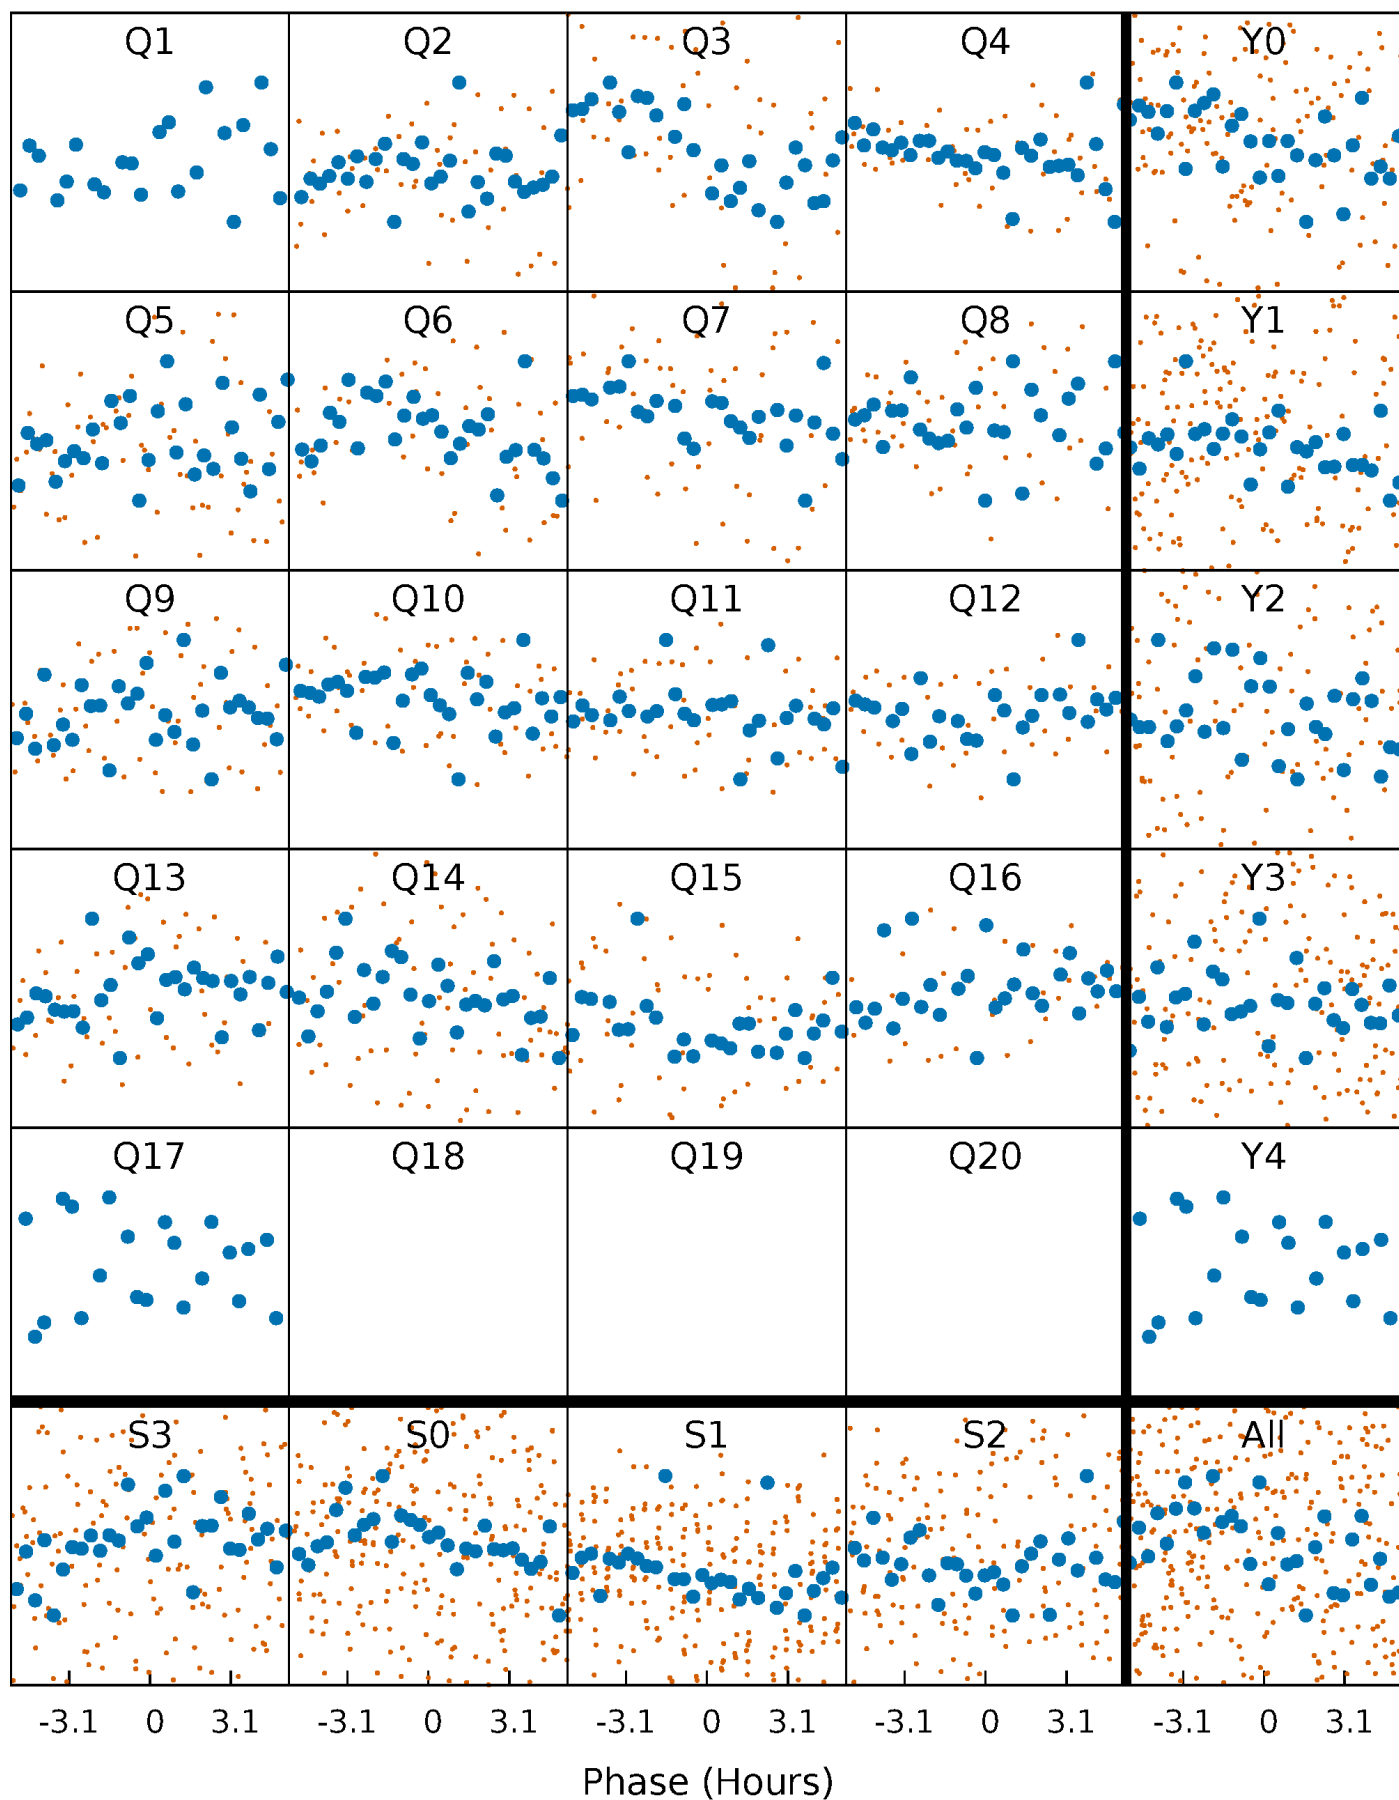 Q1 Q2 Q3 Q4 Y0
Q5 Q6 Q7 Q8 Y1
Q9 Q10 Q11 Q12 Y2
Q13 Q14 Q15 Q16 Y3
Q17 Q18 Q19 Q20 Y4
S3 S0 S1 S2 All
-3.1 0 3.1 -3.1 0 3.1 -3.1 0 3.1 -3.1 0 3.1 -3.1 0 3.1
Phase (Hours)